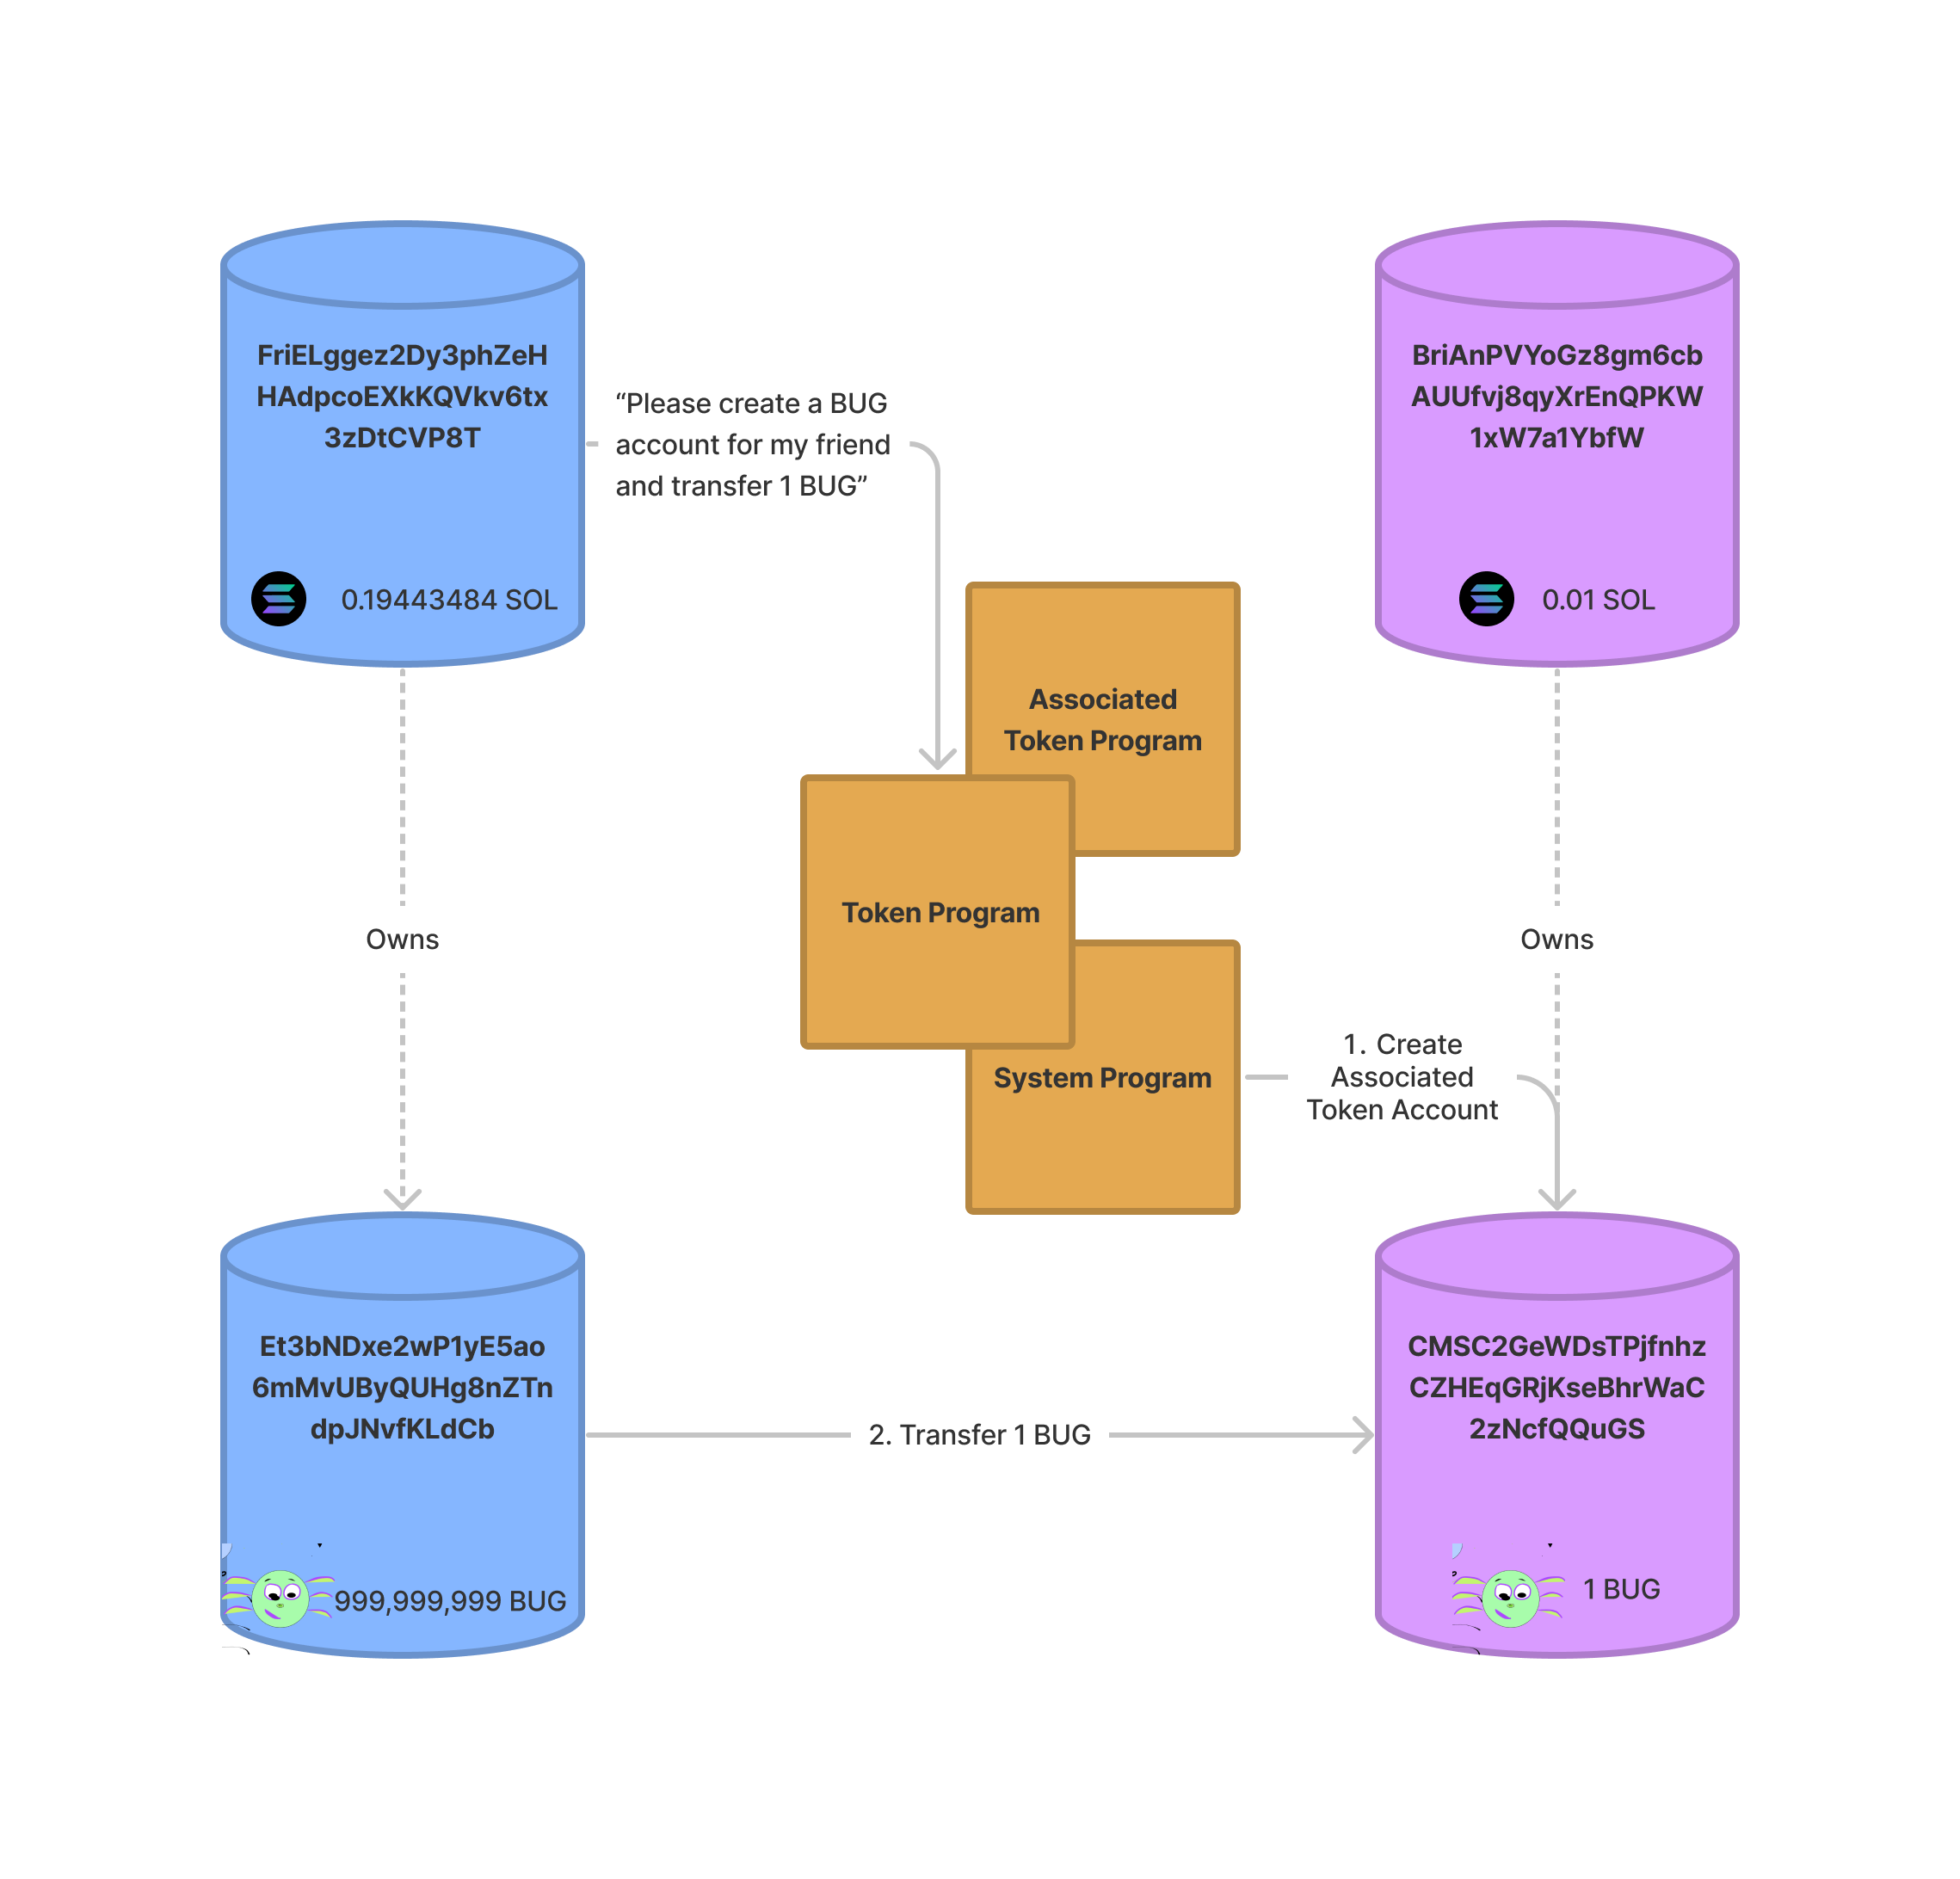 FriELggez2Dy3phZeH
HAdpcoEXkKQVkv6tx
3zDtCVP8T
0.19443484 SOL
“Please create a BUG
account for my friend
and transfer 1 BUG”
BriAnPVYoGz8gm6cb
AUUfvj8qyXrEnQPKW
1xW7a1YbfW
0.01 SOL
Associated
Token Program
Token Program
System Program
Owns
Owns
1. Create
Associated
Token Account
Et3bNDxe2wP1yE5ao
6mMvUByQUHg8nZTn
dpJNvfKLdCb
999,999,999 BUG
2. Transfer 1 BUG
CMSC2GeWDsTPjfnhz
CZHEqGRjKseBhrWaC
2zNcfQQuGS
1 BUG